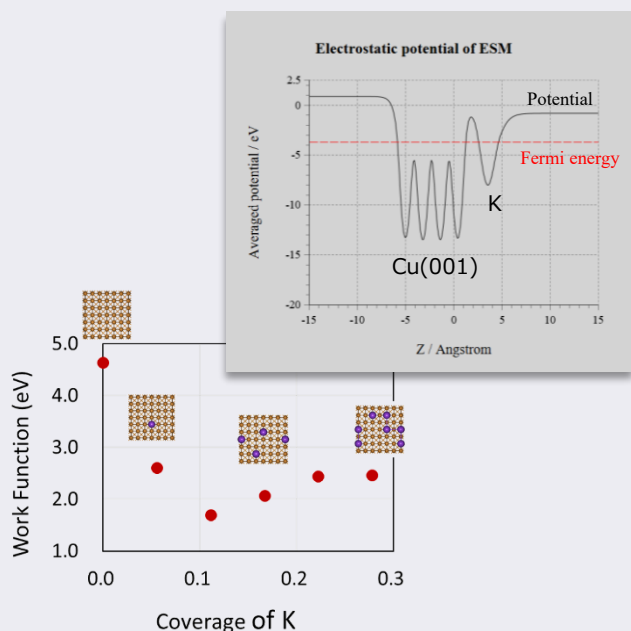 Electrostatic potential of ESM
2.5
0
-5
-10
-15
-20
Averaged potential / eV
Potential
Fermi energy
K
Cu(001)
-15 -10 -5 0 5 10 15
Z / Angstrom
5.0
4.0
3.0
2.0
1.0
Work Function (eV)
0.0 0.1 0.2 0.3
Coverage of K